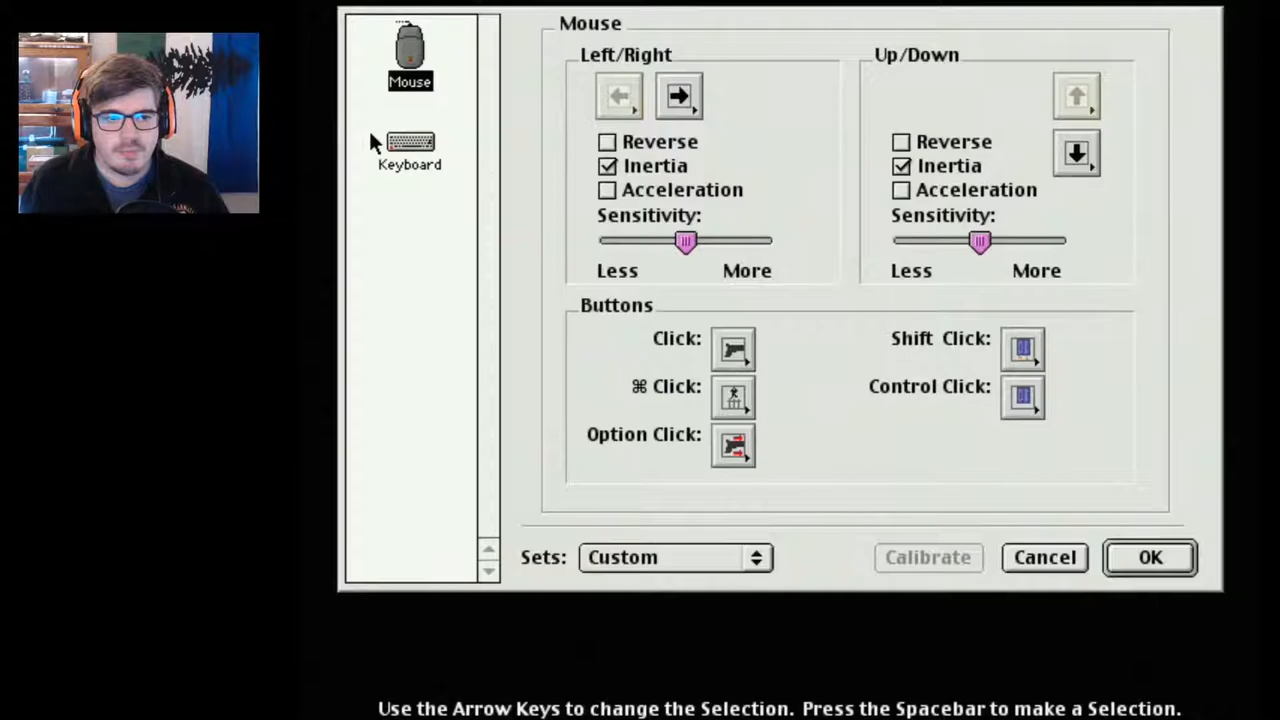 Mouse
Mouse
Keyboard
Left/Right
Reverse
Inertia
Acceleration
Sensitivity:
Less More
Up/Down
Reverse
Inertia
Acceleration
Sensitivity:
Less More
Buttons
Click:
⌘ Click:
Option Click:
Shift Click:
Control Click:
Sets: Custom
Calibrate Cancel OK
Use the Arrow Keys to change the Selection. Press the Spacebar to make a Selection.